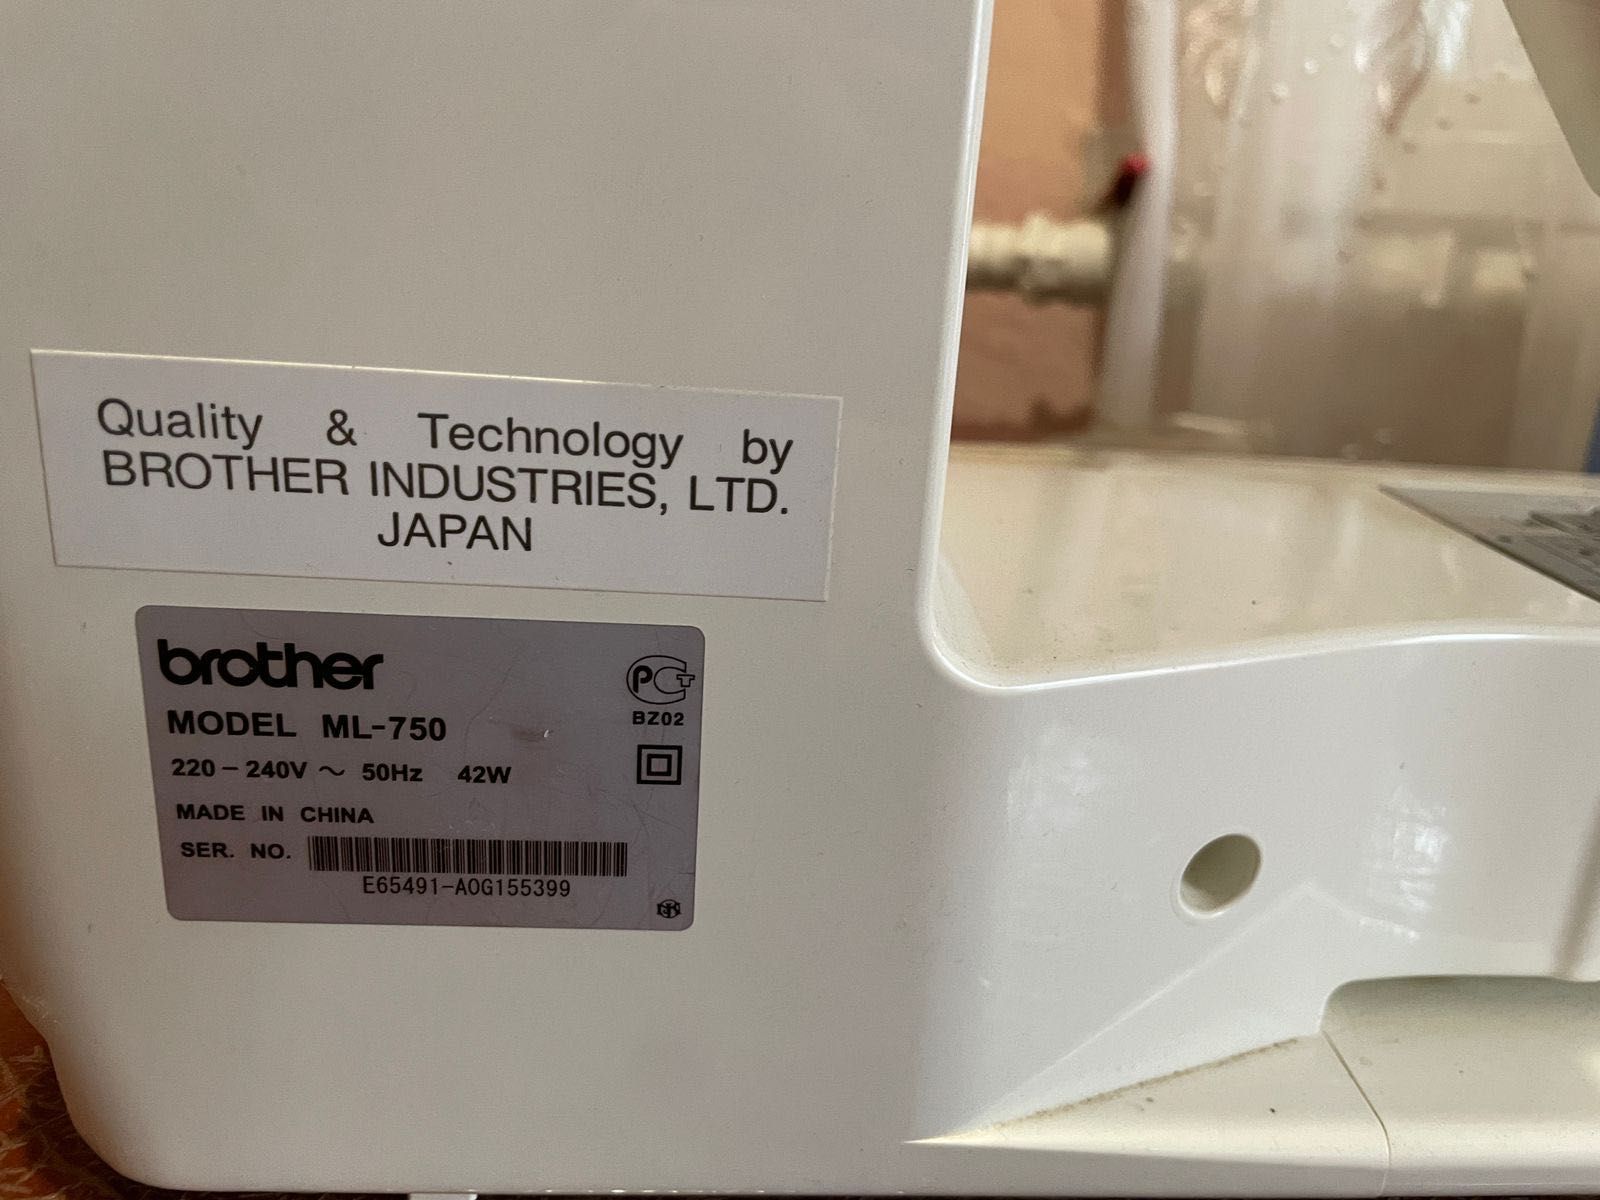 Quality & Technology by
BROTHER INDUSTRIES, LTD.
JAPAN
brother
MODEL ML-750
220-240V ~ 50Hz 42W
MADE IN CHINA
SER. NO.
E65491-A0G155399
PCT
BZ02